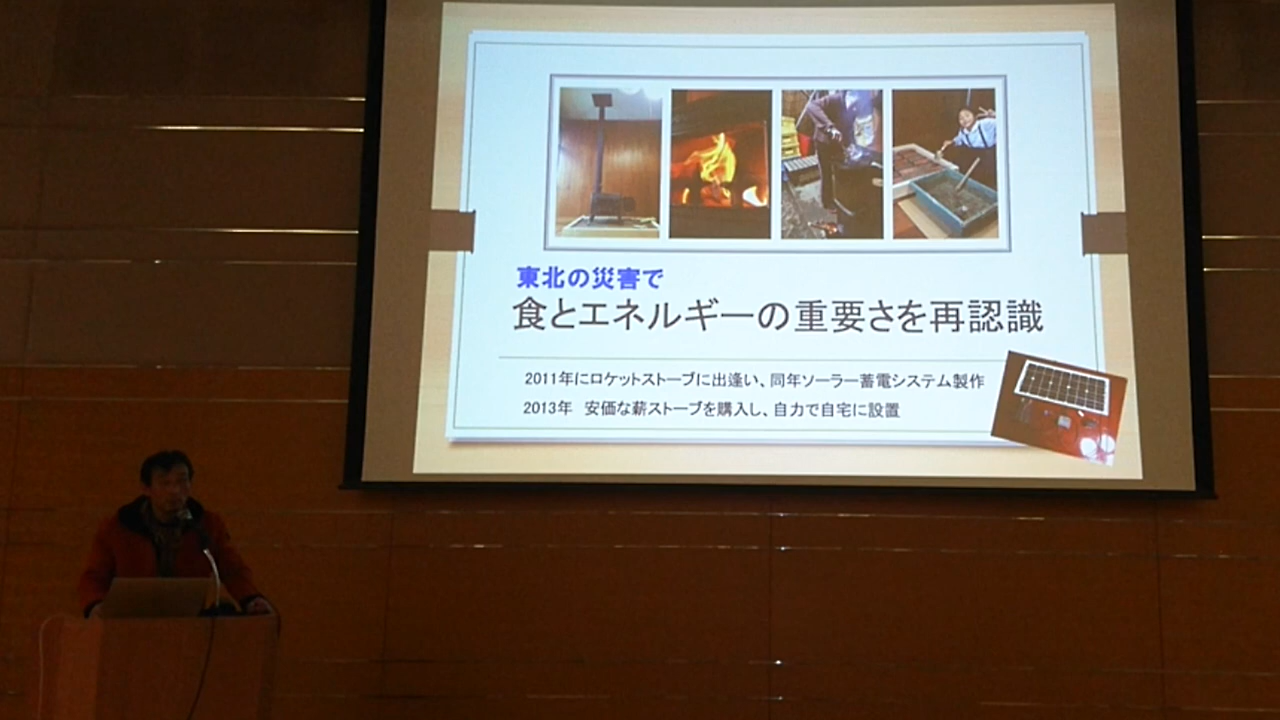 東北の災害で
食とエネルギーの重要さを再認識
2011年にロケットストーブに出逢い、同年ソーラー蓄電システム製作
2013年 安価な薪ストーブを購入し、自力で自宅に設置